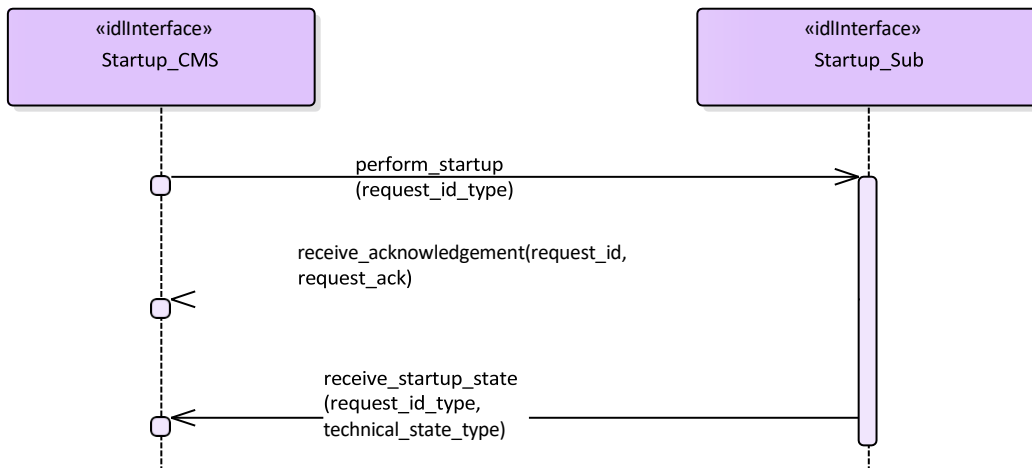 «idlInterface»
Startup_CMS
«idlInterface»
Startup_Sub
perform_startup
(request_id_type)
receive_acknowledgement(request_id,
request_ack)
receive_startup_state
(request_id_type,
technical_state_type)